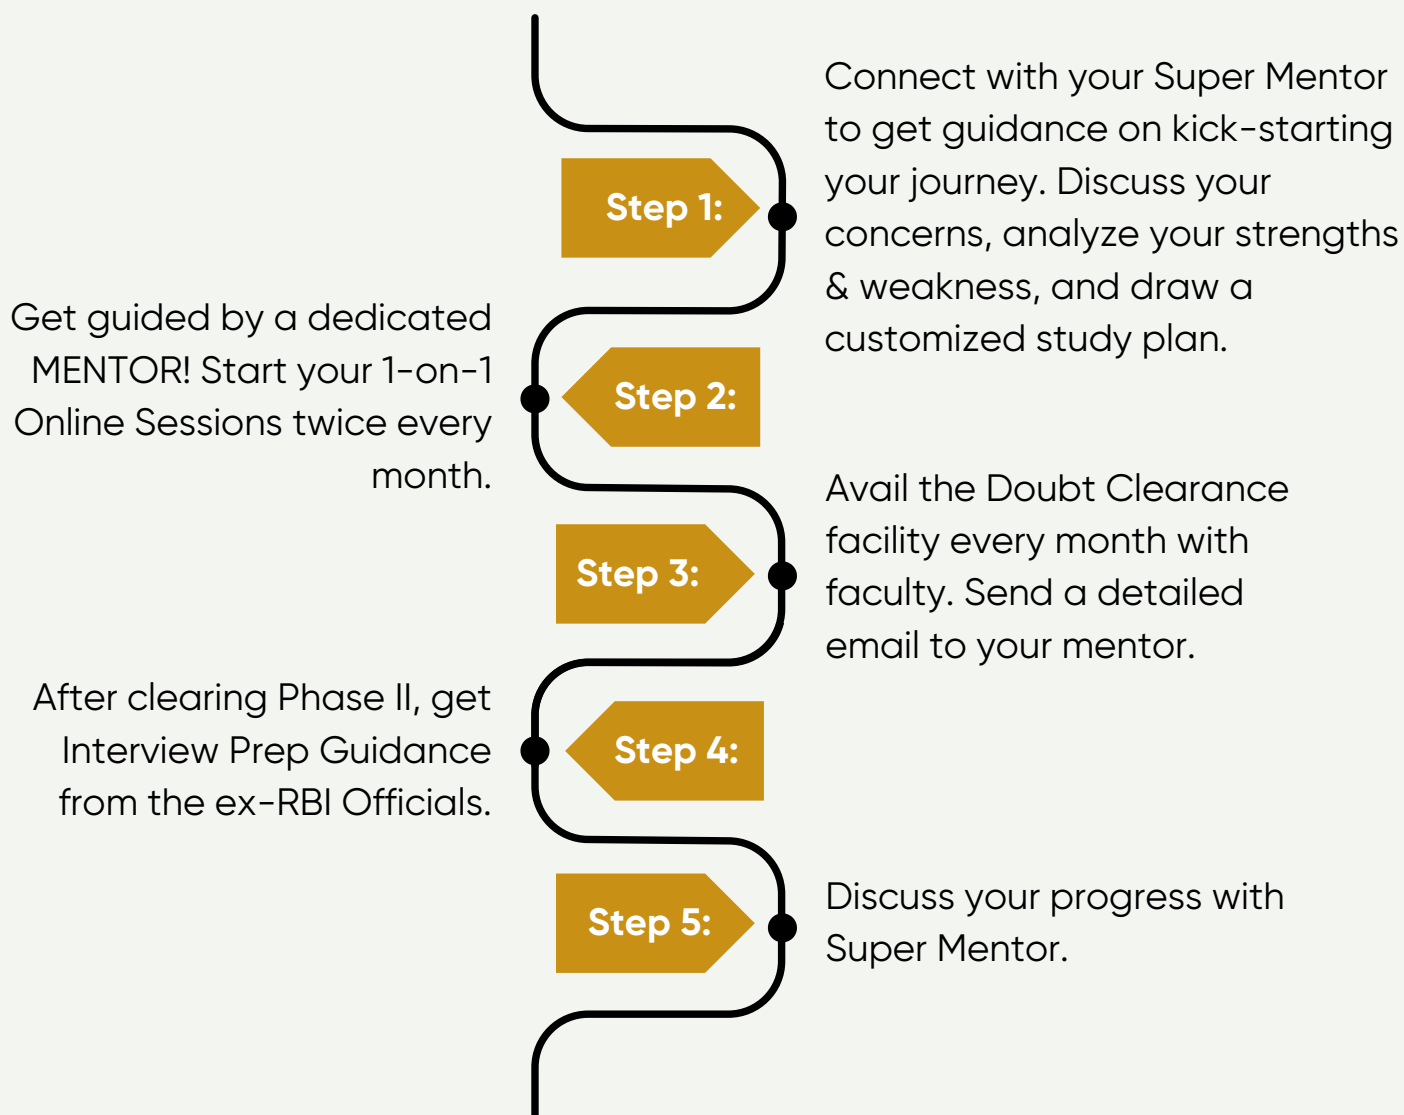 Step 1:
Connect with your Super Mentor
to get guidance on kick-starting
your journey. Discuss your
concerns, analyze your strengths
& weakness, and draw a
customized study plan.
Step 2:
Get guided by a dedicated
MENTOR! Start your 1-on-1
Online Sessions twice every
month.
Step 3:
Avail the Doubt Clearance
facility every month with
faculty. Send a detailed
email to your mentor.
Step 4:
After clearing Phase II, get
Interview Prep Guidance
from the ex-RBI Officials.
Step 5:
Discuss your progress with
Super Mentor.